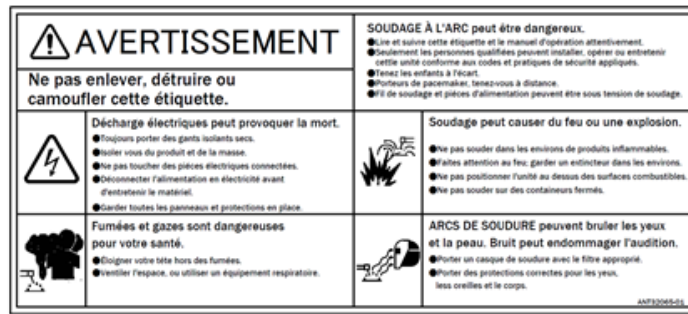 AVERTISSEMENT
Ne pas enlever, détruire ou
camoufler cette étiquette.
SOUDAGE À L'ARC peut être dangereux.
●Lire et suivre cette étiquette et le manuel d'opération attentivement.
●Seulement les personnes qualifiées peuvent installer, opérer ou entretenir
cettle unité conforme aux codes et pratiques de sécurité appliqués.
●Tenez les enfants à l'écart.
●Porteurs de pacemaker, tenez-vous à distance.
●Fil de soudage et pièces d'alimentation peuvent être sous tension de soudage.
Décharge électriques peut provoquer la mort.
●Toujours porter des gants isolants secs.
●Isoler vous du produit et de la masse.
●Ne pas toucher des pièces électriques connectées.
●Déconnecter l'alimentation en électricité avant
d'entretenir le matériel.
●Garder toutes les panneaux et protections en place.
Soudage peut causer du feu ou une explosion.
●Ne pas souder dans les environs de produits inflammables.
●Faites attention au feu; garder un extincteur dans les environs.
●Ne positionner l'unité au dessus des surfaces combustibles.
●Ne pas souder sur des containeurs fermés.
Fumées et gazes sont dangereuses
pour votre santé.
●Éloigner votre tête hors des fumées.
●Ventiler l'espace, ou utiliser un équipement respiratoire.
ARCS DE SOUDURE peuvent bruler les yeux
et la peau. Bruit peut endommager l'audition.
●Porter un casque de soudure avec le filtre approprié.
●Porter des protections correctes pour les yeux,
less oreilles et le corps.
ANT32065-01